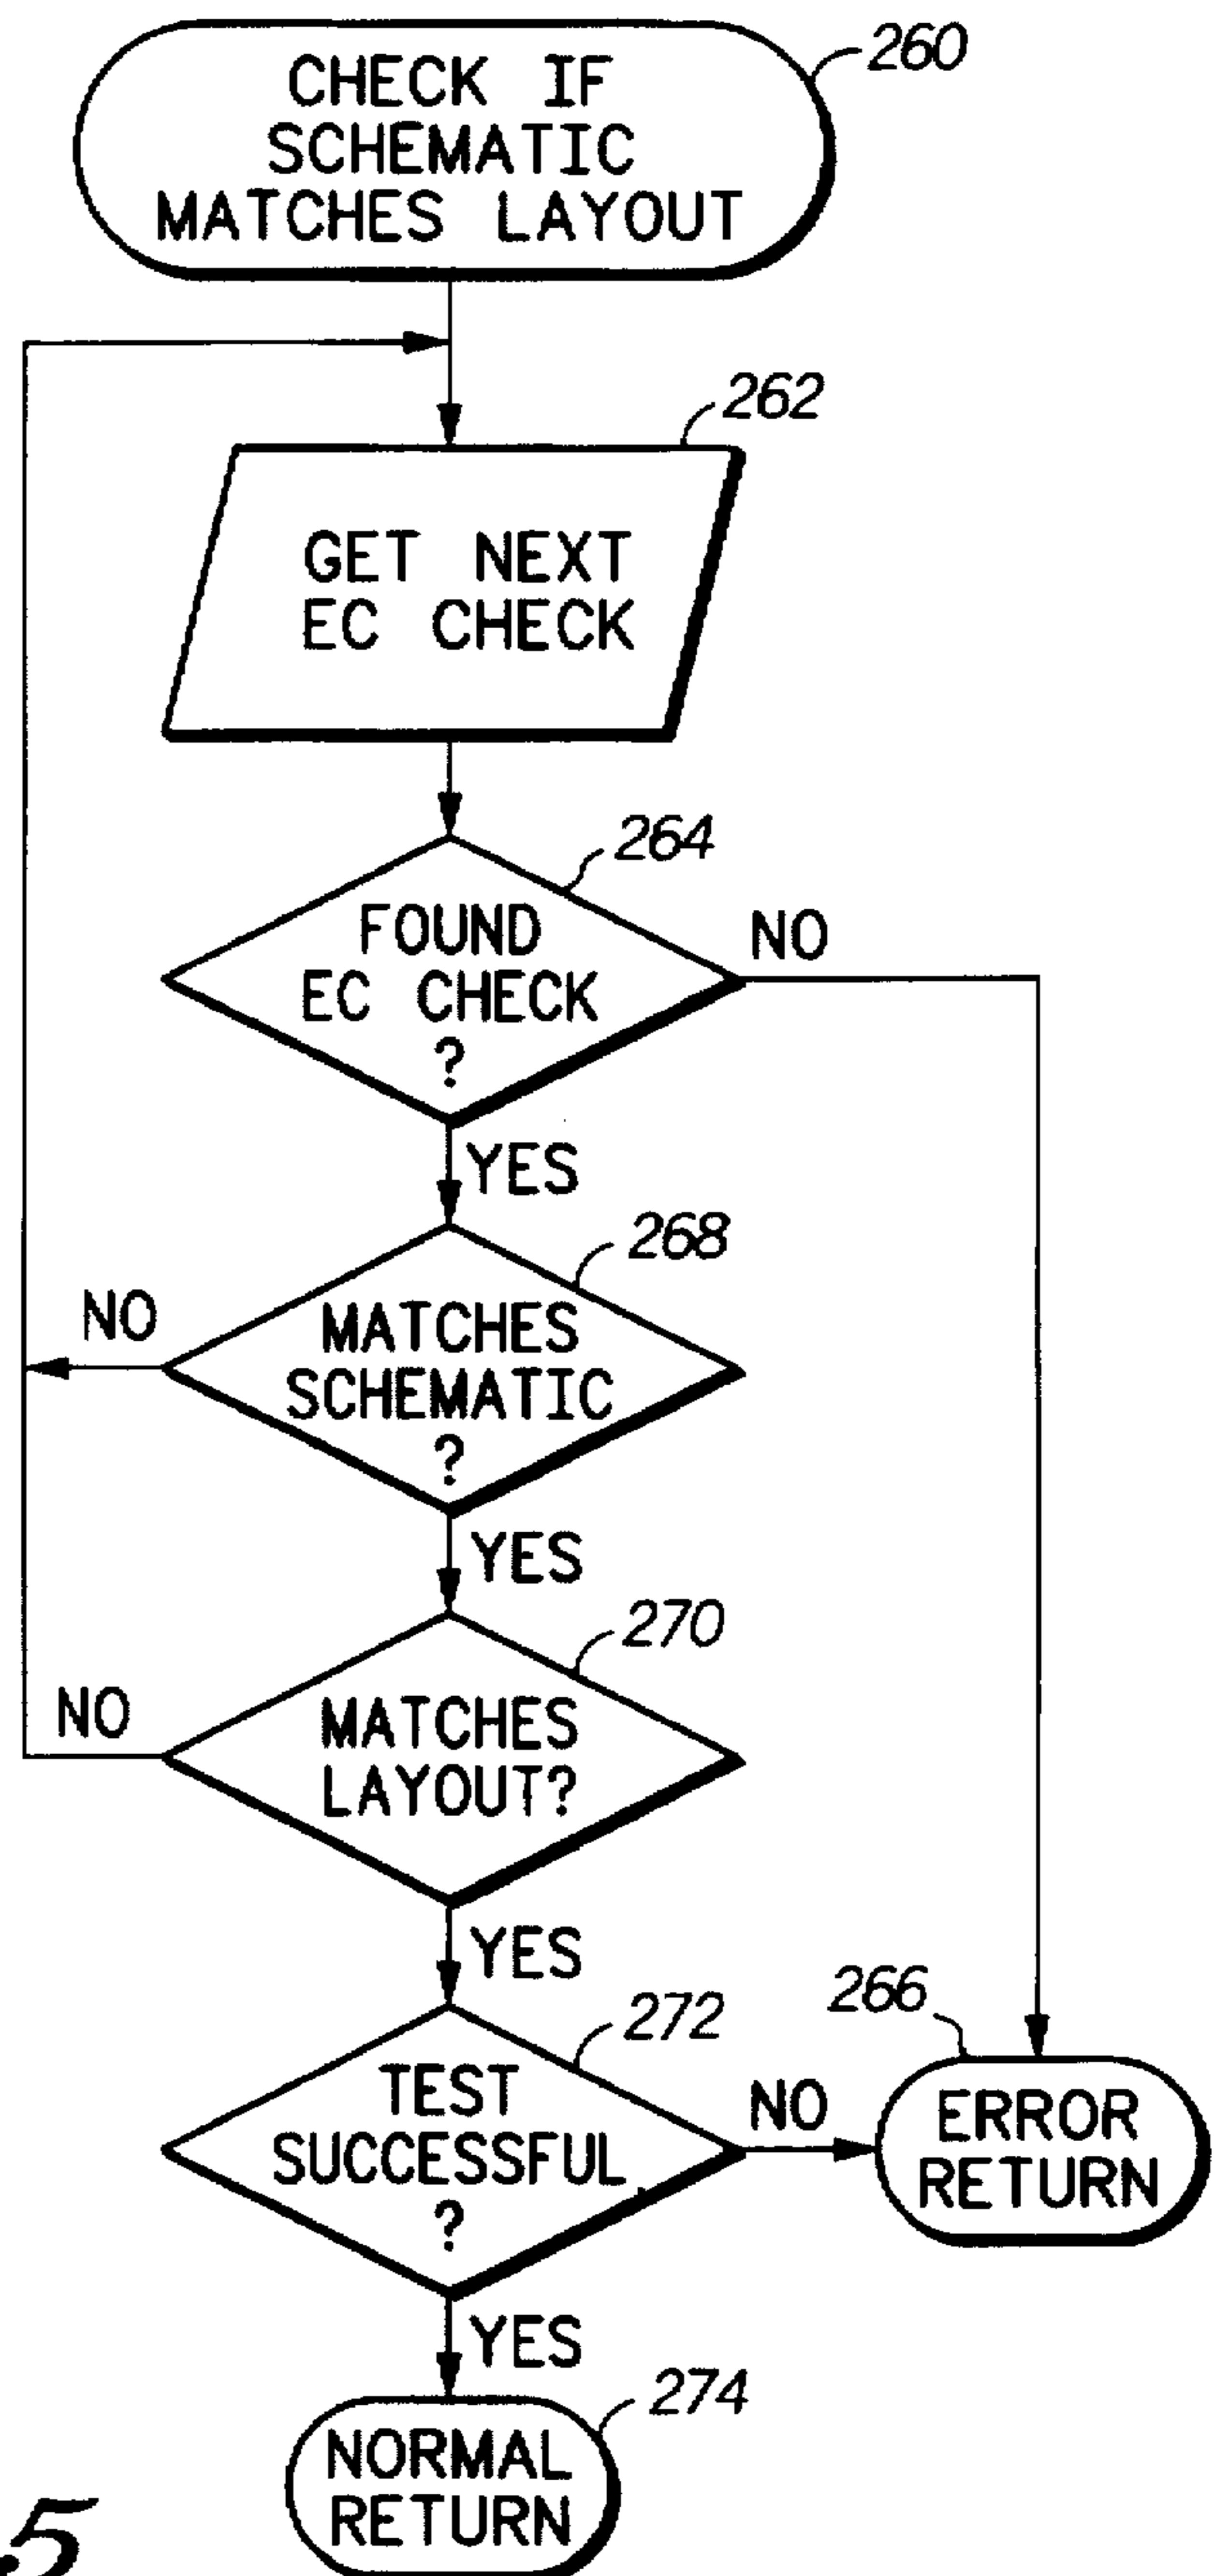 260
CHECK IF
SCHEMATIC
MATCHES LAYOUT
262
GET NEXT
EC CHECK
264
FOUND
EC CHECK
?
NO
YES
268
NO
MATCHES
SCHEMATIC
?
YES
270
NO
MATCHES
LAYOUT?
YES
272
266
TEST
SUCCESSFUL
?
NO
ERROR
RETURN
YES
274
NORMAL
RETURN
.5